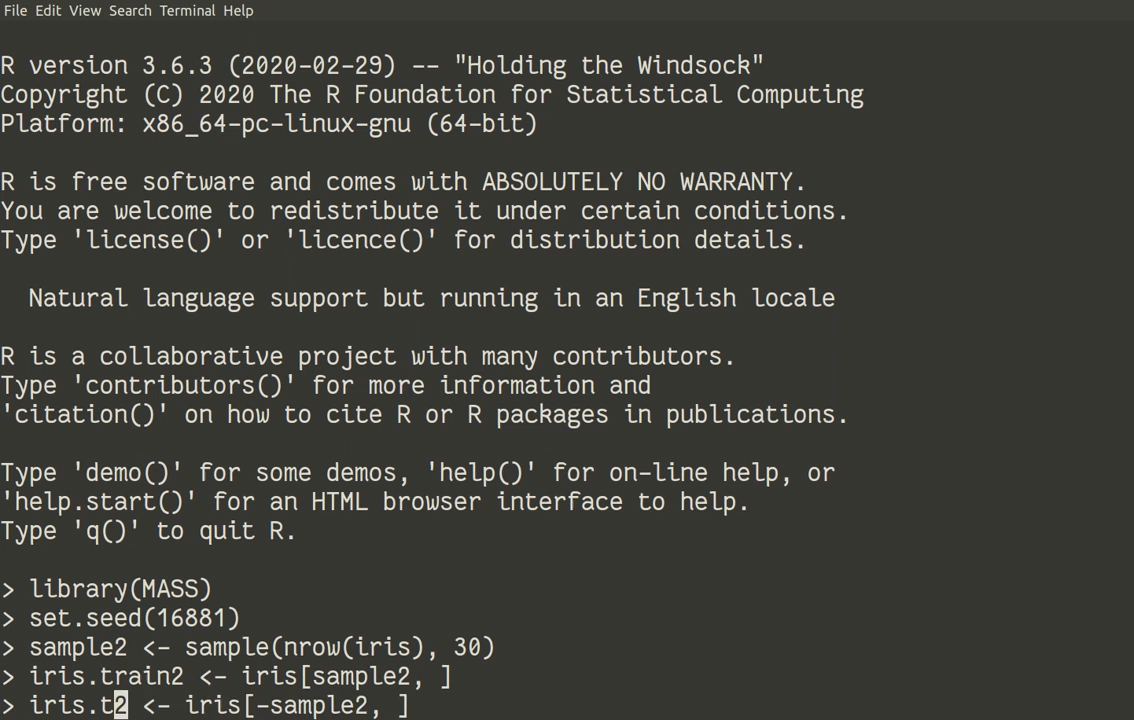 File Edit View Search Terminal Help
R version 3.6.3 (2020-02-29) -- "Holding the Windsock"
Copyright (C) 2020 The R Foundation for Statistical Computing
Platform: x86_64-pc-linux-gnu (64-bit)
R is free software and comes with ABSOLUTELY NO WARRANTY.
You are welcome to redistribute it under certain conditions.
Type 'license()' or 'licence()' for distribution details.
  Natural language support but running in an English locale
R is a collaborative project with many contributors.
Type 'contributors()' for more information and
'citation()' on how to cite R or R packages in publications.
Type 'demo()' for some demos, 'help()' for on-line help, or
'help.start()' for an HTML browser interface to help.
Type 'q()' to quit R.
> library(MASS)
> set.seed(16881)
> sample2 <- sample(nrow(iris), 30)
> iris.train2 <- iris[sample2, ]
> iris.t2 <- iris[-sample2, ]